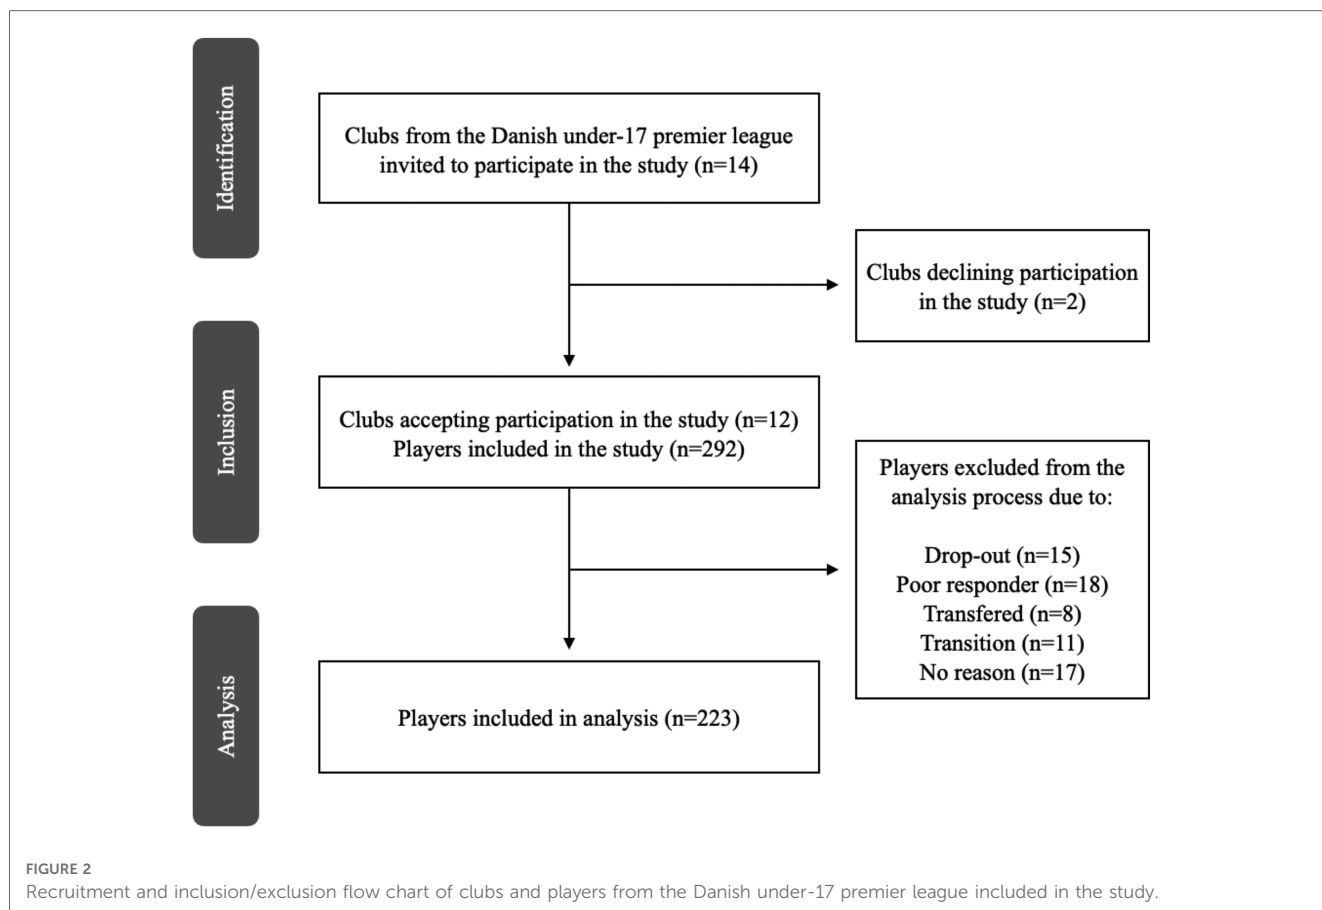 Identification
Clubs from the Danish under-17 premier league
invited to participate in the study (n=14)
Clubs declining participation
in the study (n=2)
Inclusion
Clubs accepting participation in the study (n=12)
Players included in the study (n=292)
Players excluded from the
analysis process due to:
Drop-out (n=15)
Poor responder (n=18)
Transfered (n=8)
Transition (n=11)
No reason (n=17)
Analysis
Players included in analysis (n=223)
FIGURE 2
Recruitment and inclusion/exclusion flow chart of clubs and players from the Danish under-17 premier league included in the study.